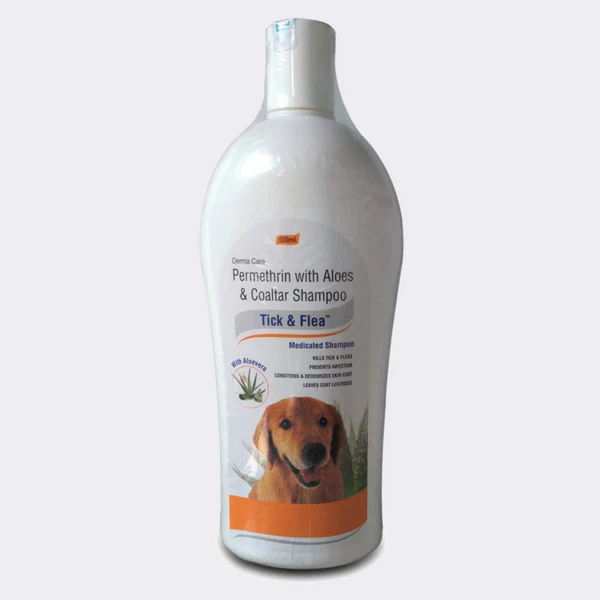 500mL
Derma Care
Permethrin with Aloes
& Coaltar Shampoo
Tick & Flea™
Medicated Shampoo
With Aloevera
KILLS TICK & FLEAS
PREVENTS INFECTION
CONDITIONS & DEODORIZES SKIN COAT
LEAVES COAT LUSTROUS